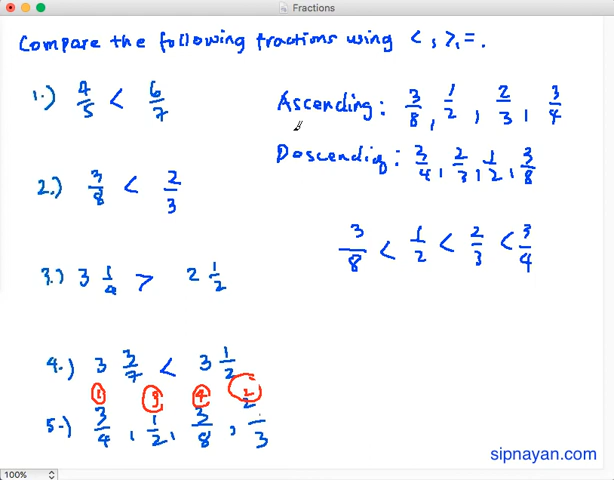 Fractions
Compare the following fractions using <, >, =.
1.) 4/5 < 6/7
Ascending: 3/8, 1/2, 2/3, 3/4
Descendig: 3/4, 2/3, 1/2, 3/8
2.) 3/8 < 2/3
3/8 < 1/2 < 2/3 < 3/4
3.) 3 1/4 > 2 1/2
4.) 3 3/7 < 3 1/2
1 3 4 2
5.) 3/4, 1/2, 3/8, 2/3
sipnayan.com
100%